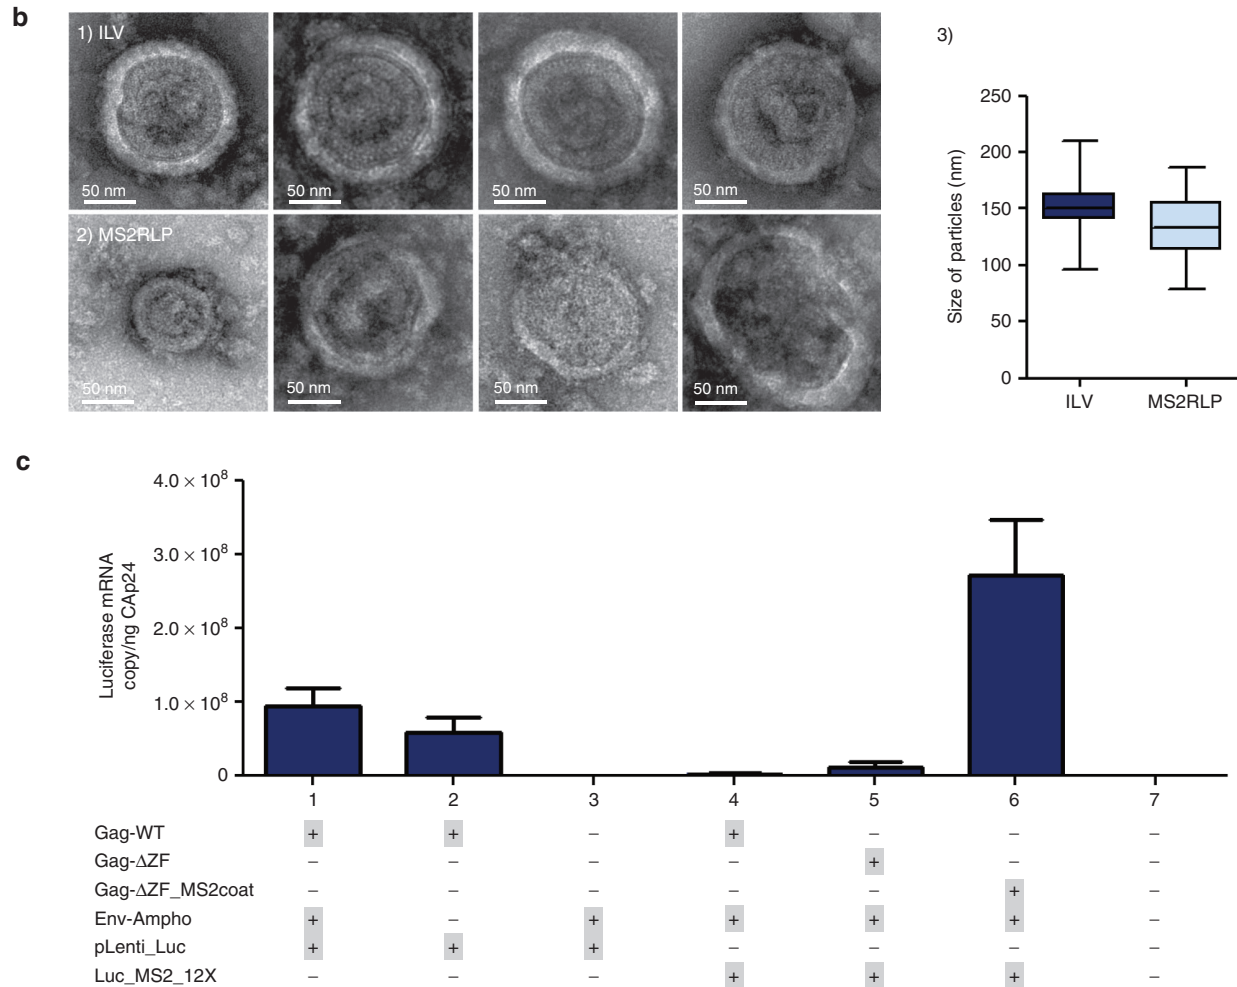 b
1) ILV
50 nm
50 nm
50 nm
50 nm
2) MS2RLP
50 nm
50 nm
50 nm
50 nm
3)
Size of particles (nm)
250
200
150
100
50
0
ILV MS2RLP
c
Luciferase mRNA
copy/ng CAp24
4.0 × 10⁸
3.0 × 10⁸
2.0 × 10⁸
1.0 × 10⁸
0
1 2 3 4 5 6 7
Gag-WT + + – + – – –
Gag-ΔZF – – – – + – –
Gag-ΔZF_MS2coat – – – – – + –
Env-Ampho + – + + + + –
pLenti_Luc + + + – – – –
Luc_MS2_12X – – – + + + –